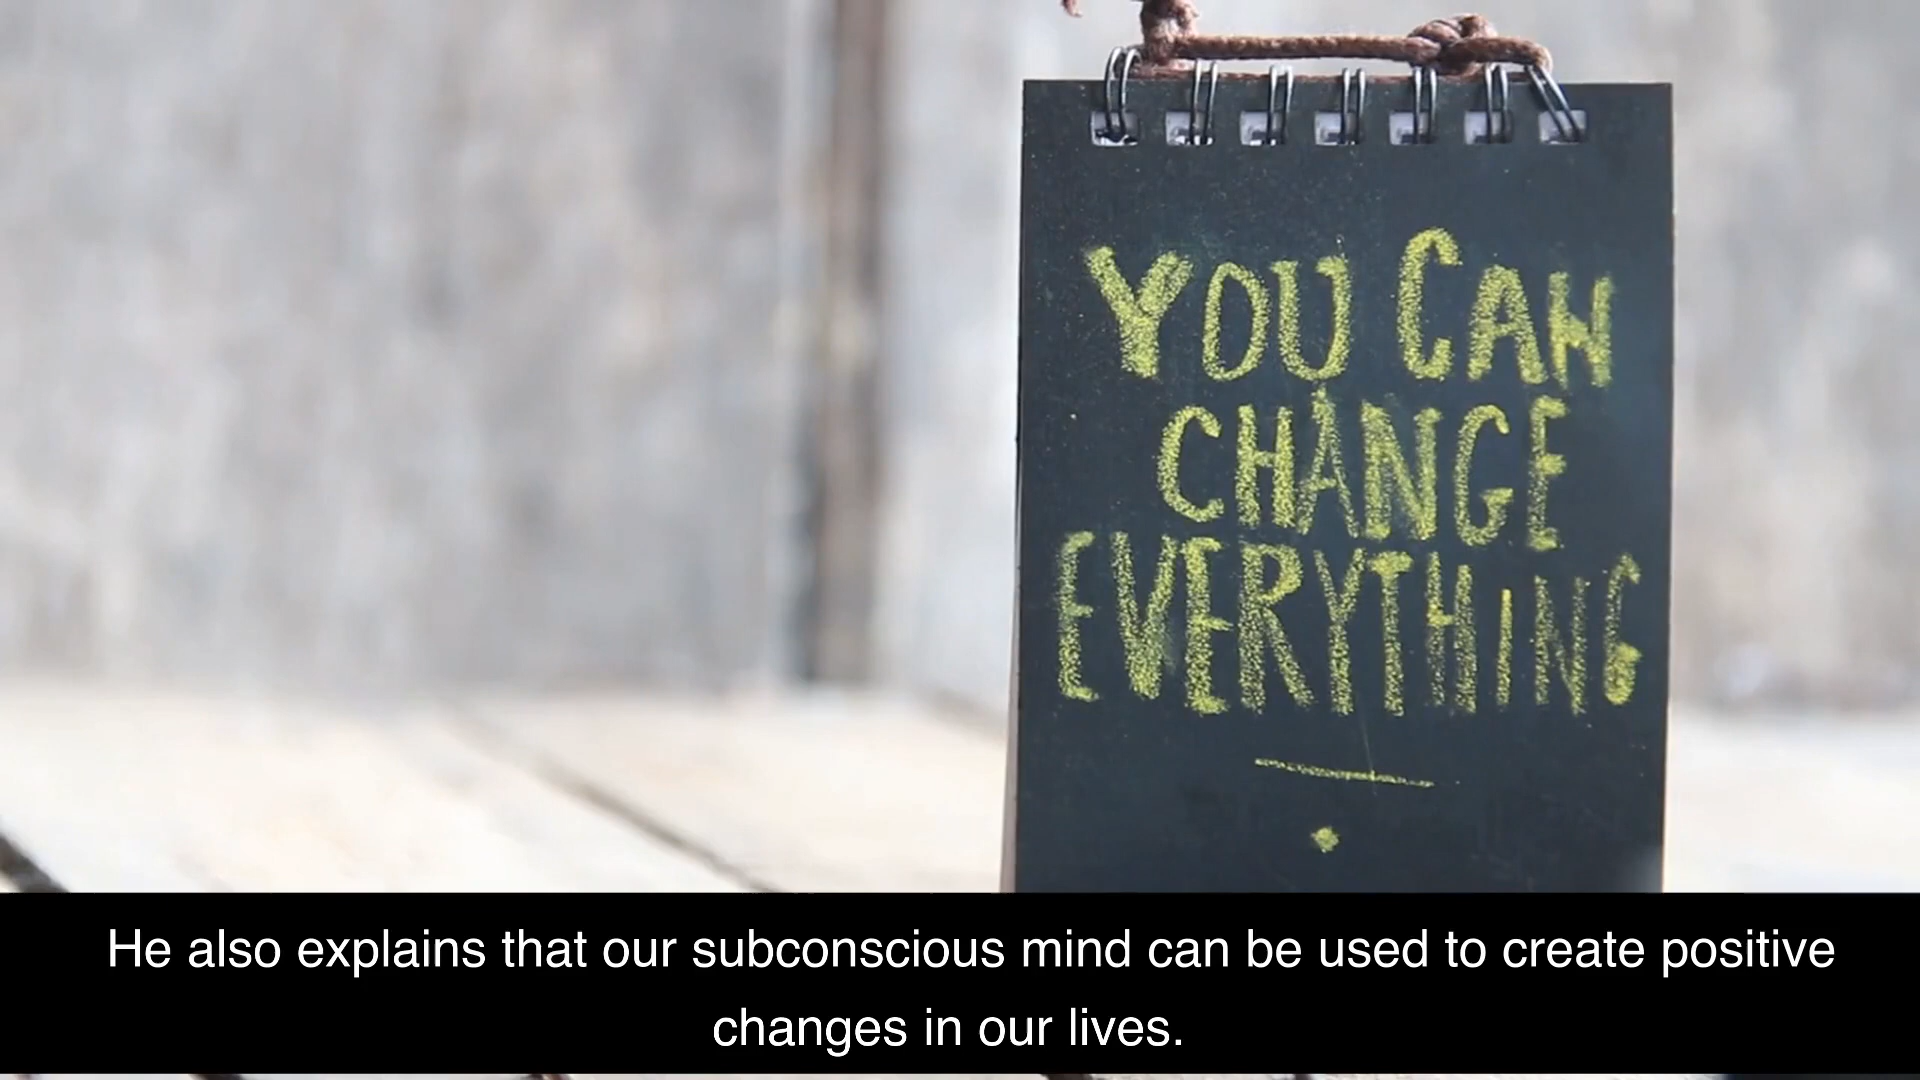 YOU CAN
CHANGE
EVERYTHING
He also explains that our subconscious mind can be used to create positive
changes in our lives.